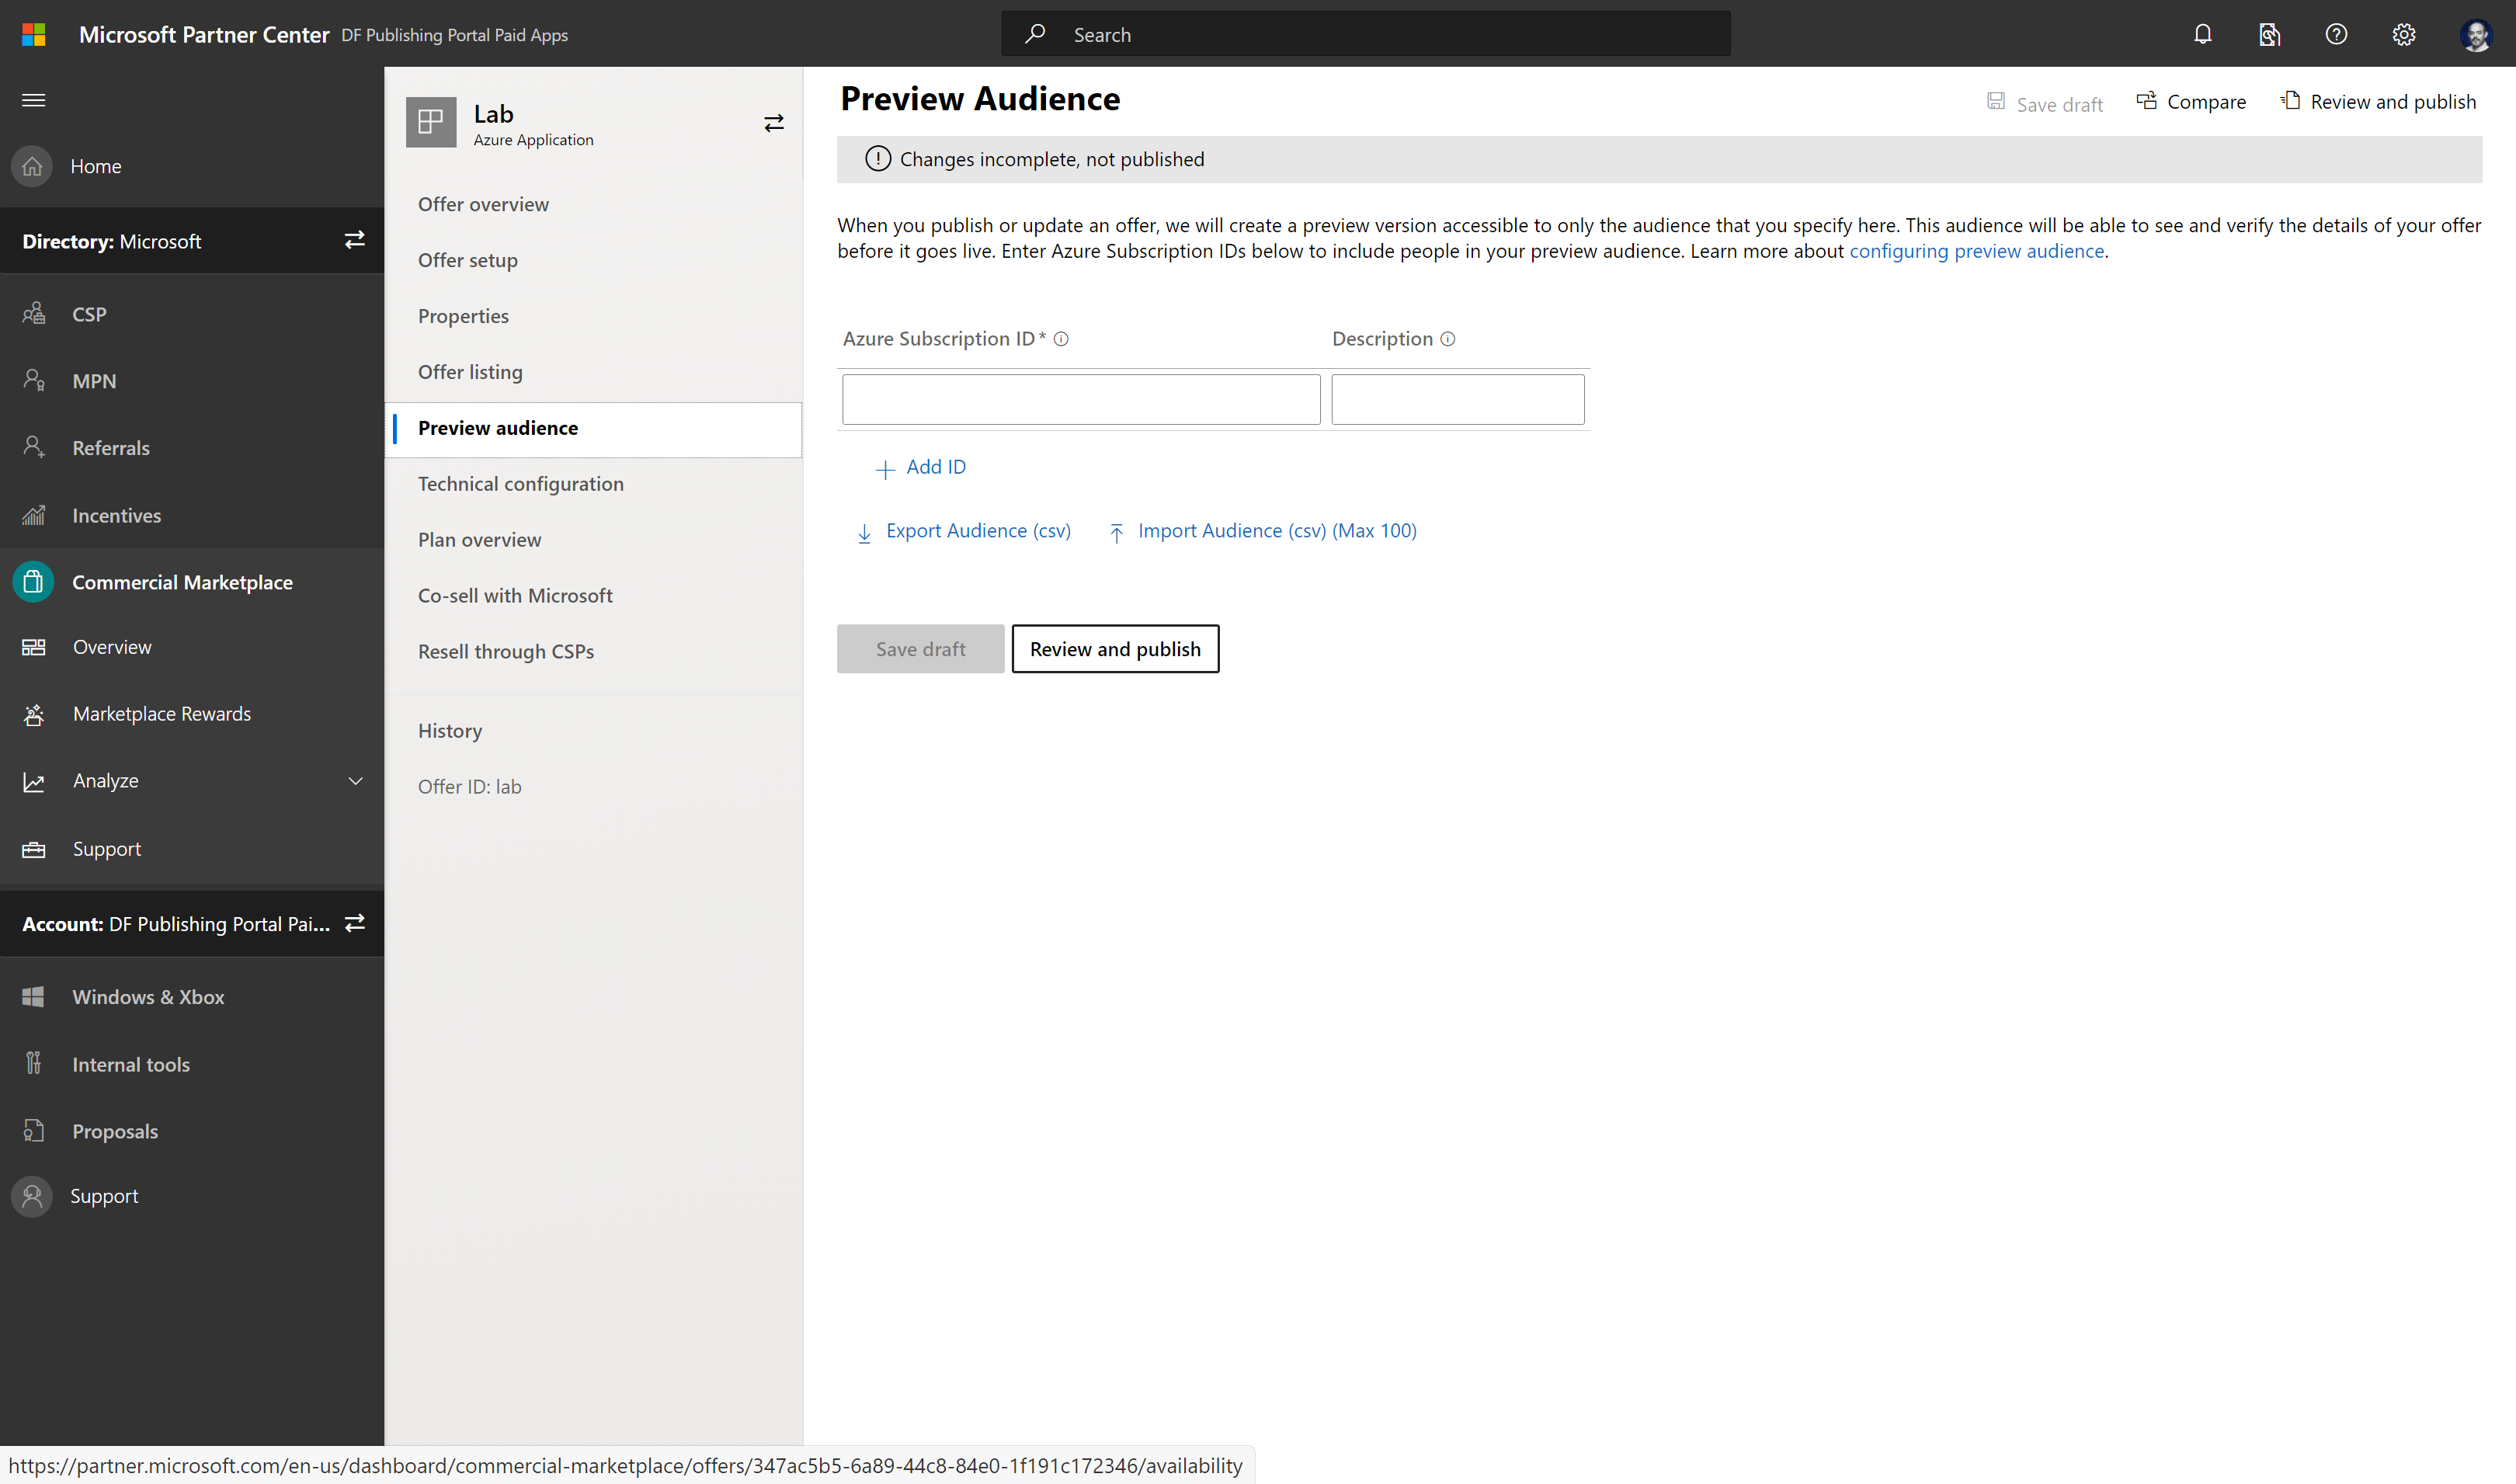 Microsoft Partner Center DF Publishing Portal Paid Apps
Search
Home
Directory: Microsoft
CSP
MPN
Referrals
Incentives
Commercial Marketplace
Overview
Marketplace Rewards
Analyze
Support
Account: DF Publishing Portal Pai...
Windows & Xbox
Internal tools
Proposals
Support
Lab
Azure Application
Offer overview
Offer setup
Properties
Offer listing
Preview audience
Technical configuration
Plan overview
Co-sell with Microsoft
Resell through CSPs
History
Offer ID: lab
Preview Audience
Save draft
Compare
Review and publish
Changes incomplete, not published
When you publish or update an offer, we will create a preview version accessible to only the audience that you specify here. This audience will be able to see and verify the details of your offer
before it goes live. Enter Azure Subscription IDs below to include people in your preview audience. Learn more about configuring preview audience.
Azure Subscription ID * Description
Add ID
Export Audience (csv) Import Audience (csv) (Max 100)
Save draft Review and publish
https://partner.microsoft.com/en-us/dashboard/commercial-marketplace/offers/347ac5b5-6a89-44c8-84e0-1f191c172346/availability